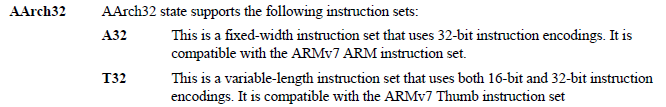 AArch32 AArch32 state supports the following instruction sets:
A32 This is a fixed-width instruction set that uses 32-bit instruction encodings. It is
compatible with the ARMv7 ARM instruction set.
T32 This is a variable-length instruction set that uses both 16-bit and 32-bit instruction
encodings. It is compatible with the ARMv7 Thumb instruction set